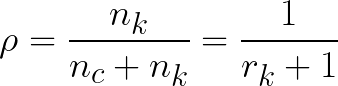 ρ = n_k / (n_c + n_k) = 1 / (r_k + 1)